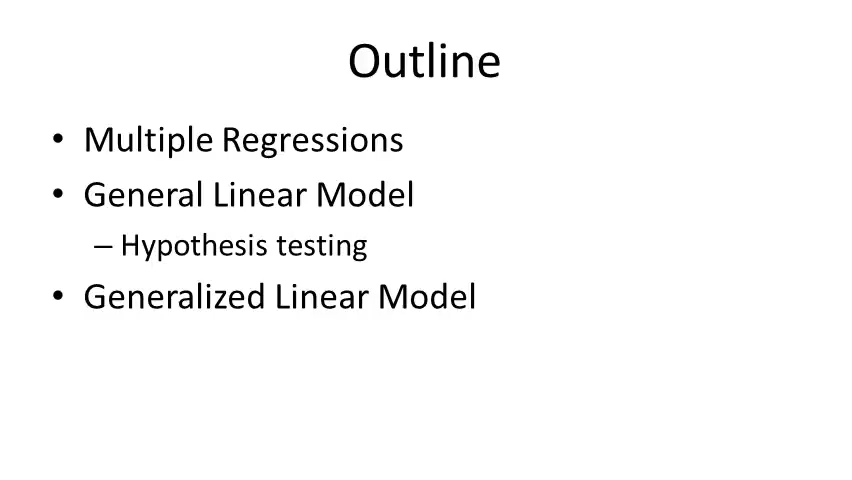 Outline
• Multiple Regressions
• General Linear Model
– Hypothesis testing
• Generalized Linear Model